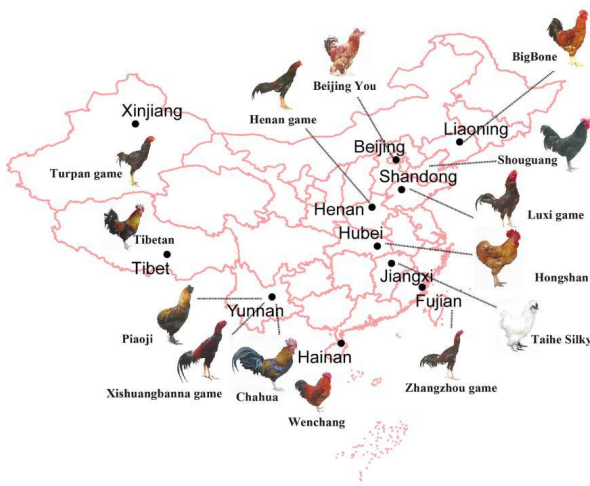 BigBone
Beijing You
Henan game
Xinjiang
Liaoning
Beijing
Shouguang
Turpan game
Shandong
Henan
Luxi game
Tibetan
Hubei
Tibet
Jiangxi
Hongshan
Fujian
Yunnan
Piaoji
Taihe Silky
Hainan
Xishuangbanna game
Chahua
Zhangzhou game
Wenchang